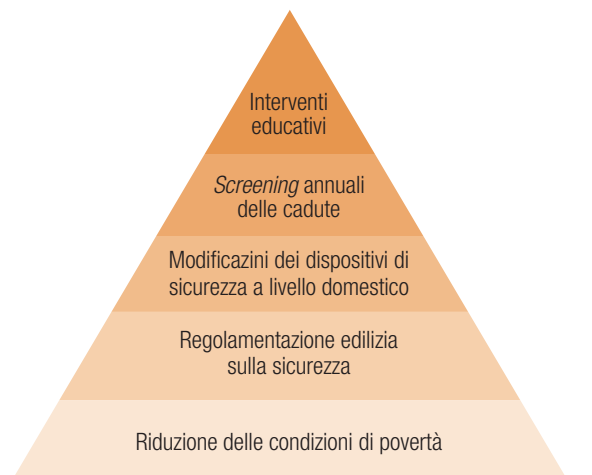 Interventi
educativi
Screening annuali
delle cadute
Modificazini dei dispositivi di
sicurezza a livello domestico
Regolamentazione edilizia
sulla sicurezza
Riduzione delle condizioni di povertà